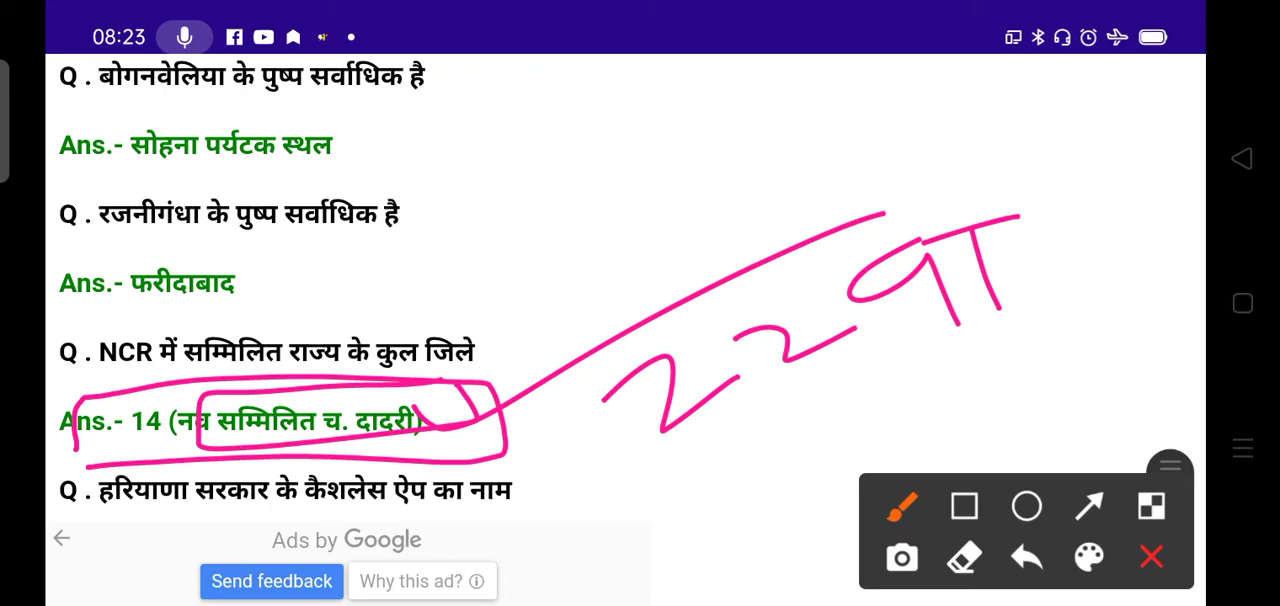 08:23
Q . बोगनवेलिया के पुष्प सर्वाधिक है
Ans.- सोहना पर्यटक स्थल
Q . रजनीगंधा के पुष्प सर्वाधिक है
Ans.- फरीदाबाद
Q . NCR में सम्मिलित राज्य के कुल जिले
Ans.- 14 (नव सम्मिलित च. दादरी)
22 वा
Q . हरियाणा सरकार के कैशलेस ऐप का नाम
Ads by Google
Send feedback
Why this ad?